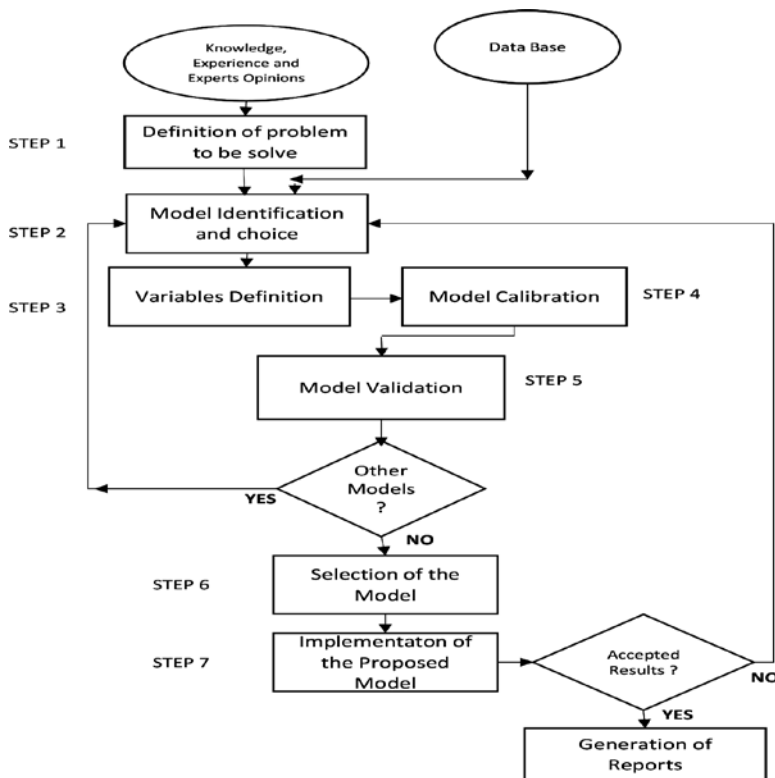 Knowledge,
Experience and
Experts Opinions
Data Base
STEP 1
Definition of problem
to be solve
STEP 2
Model Identification
and choice
STEP 3
Variables Definition
Model Calibration
STEP 4
Model Validation
STEP 5
Other
Models
?
YES
NO
STEP 6
Selection of the
Model
STEP 7
Implementaton of
the Proposed
Model
Accepted
Results ?
NO
YES
Generation of
Reports